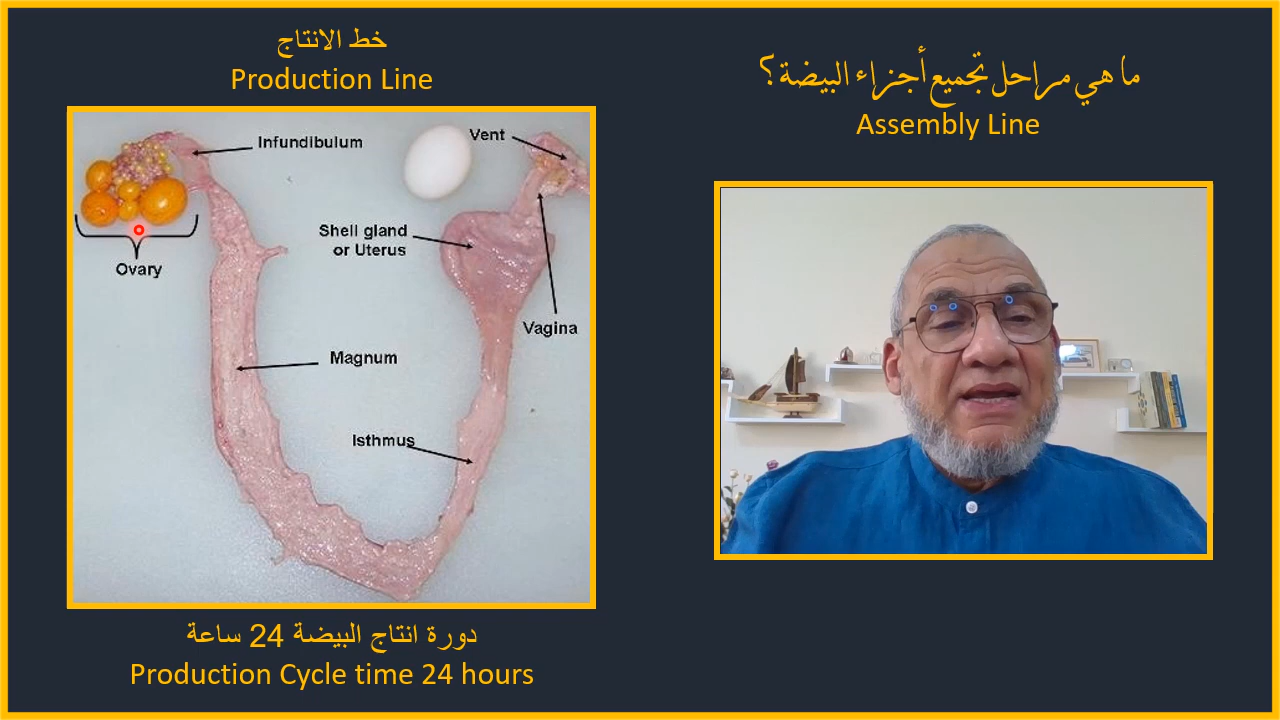 خط الانتاج
Production Line
Infundibulum
Vent
Shell gland
or Uterus
Ovary
Vagina
Magnum
Isthmus
دورة انتاج البيضة 24 ساعة
Production Cycle time 24 hours
ما هي مراحل تجميع أجزاء البيضة ؟
Assembly Line